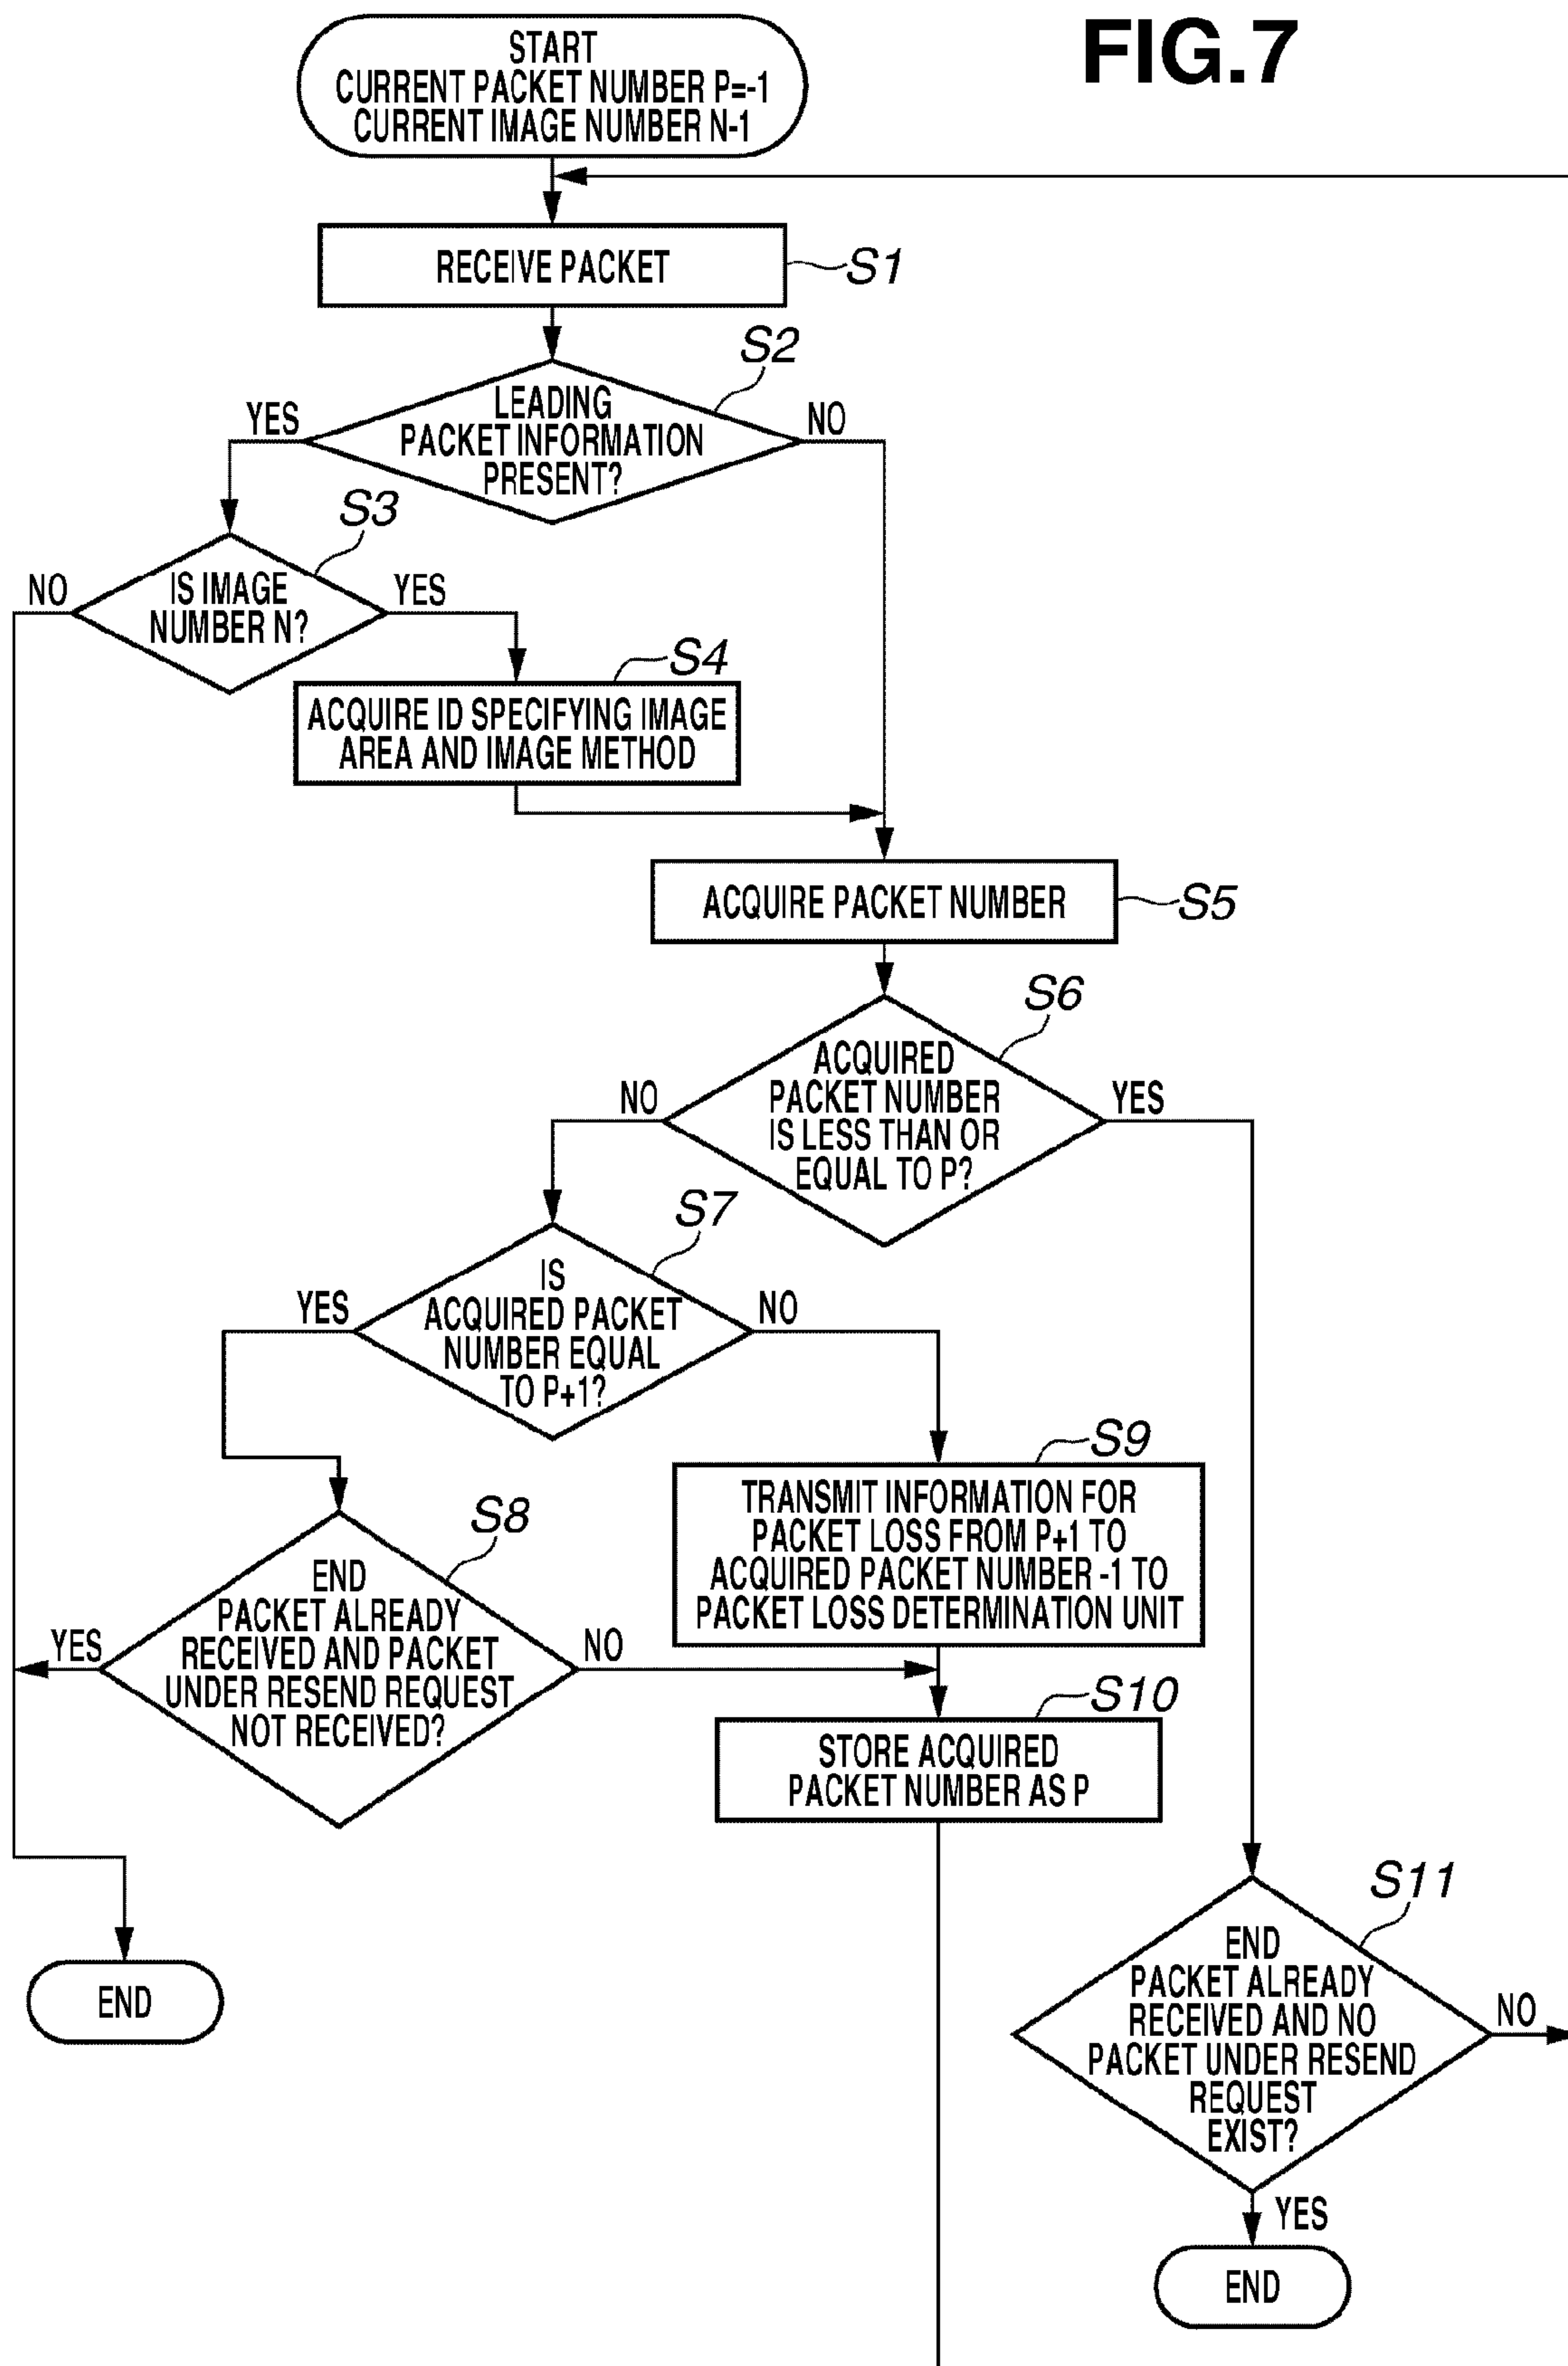 FIG.7
START
CURRENT PACKET NUMBER P=-1
CURRENT IMAGE NUMBER N-1
RECEIVE PACKET
S1
S2
LEADING
PACKET INFORMATION
PRESENT?
YES
NO
S3
IS IMAGE
NUMBER N?
NO
YES
S4
ACQUIRE ID SPECIFYING IMAGE
AREA AND IMAGE METHOD
ACQUIRE PACKET NUMBER
S5
S6
ACQUIRED
PACKET NUMBER
IS LESS THAN OR
EQUAL TO P?
NO
YES
S7
IS
ACQUIRED PACKET
NUMBER EQUAL
TO P+1?
YES
NO
S9
TRANSMIT INFORMATION FOR
PACKET LOSS FROM P+1 TO
ACQUIRED PACKET NUMBER -1 TO
PACKET LOSS DETERMINATION UNIT
S8
END
PACKET ALREADY
RECEIVED AND PACKET
UNDER RESEND REQUEST
NOT RECEIVED?
YES
NO
S10
STORE ACQUIRED
PACKET NUMBER AS P
S11
END
PACKET ALREADY
RECEIVED AND NO
PACKET UNDER RESEND
REQUEST
EXIST?
NO
YES
END
END